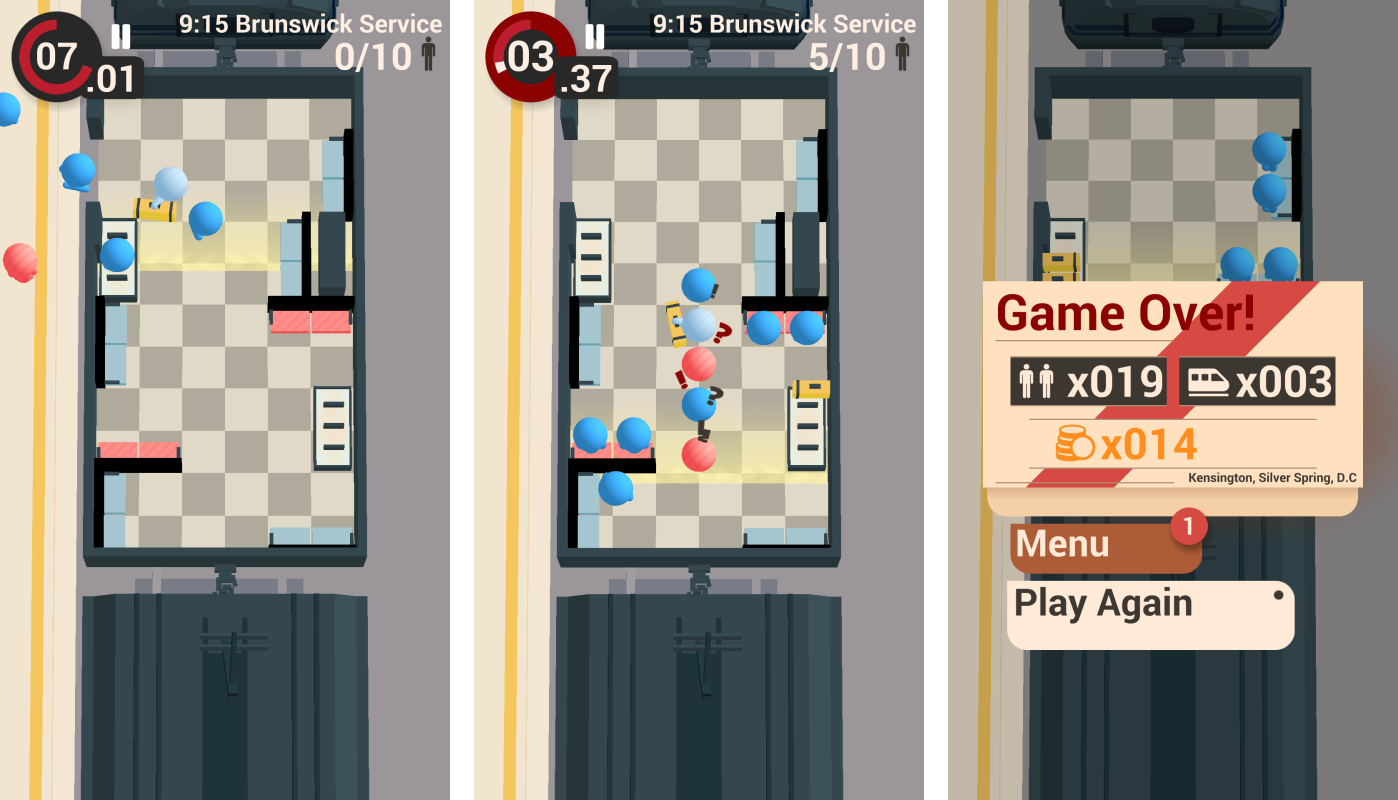 07
.01
9:15 Brunswick Service
0/10
03
.37
9:15 Brunswick Service
5/10
! ?
!
?
Game Over!
x019
x003
x014
Kensington, Silver Spring, D.C
Menu
1
Play Again